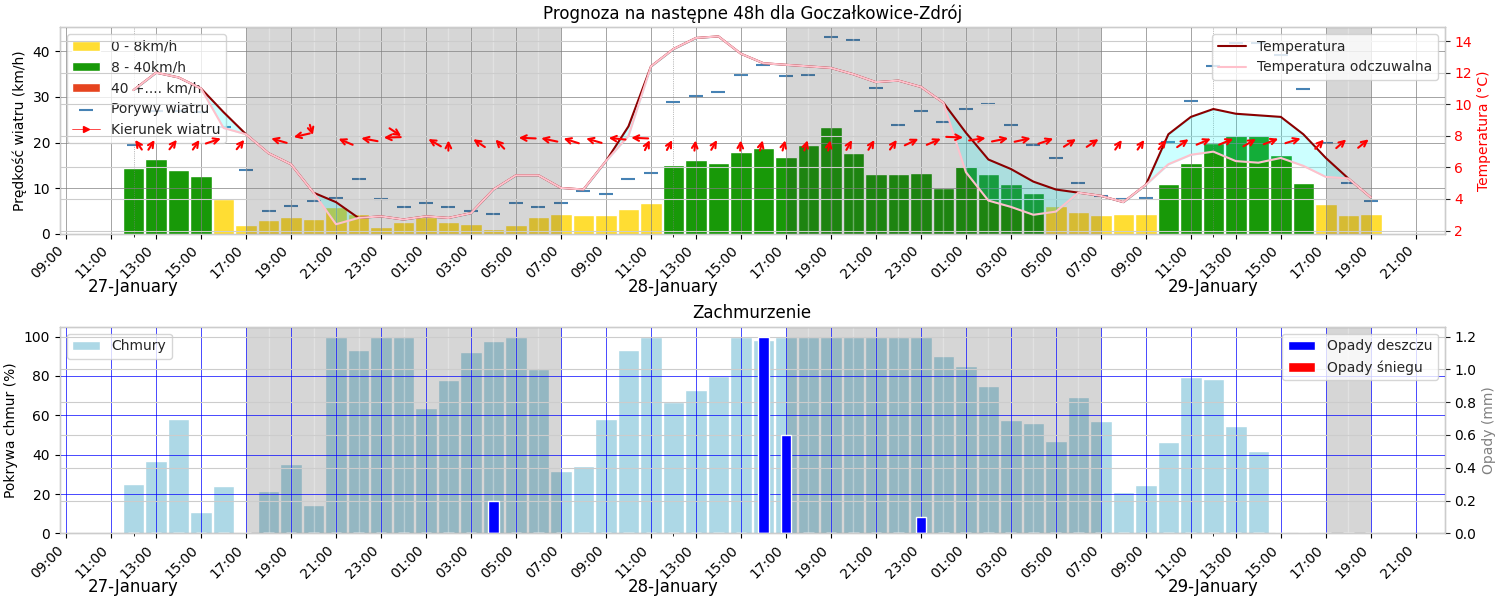 Prognoza na następne 48h dla Goczałkowice-Zdrój
Prędkość wiatru (km/h)
40
30
20
10
0
0 - 8km/h
8 - 40km/h
40 +.... km/h
Porywy wiatru
Kierunek wiatru
Temperatura
Temperatura odczuwalna
14
12
10
8
6
4
2
Temperatura (°C)
09:00 11:00 13:00 15:00 17:00 19:00 21:00 23:00 01:00 03:00 05:00 07:00 09:00 11:00 13:00 15:00 17:00 19:00 21:00 23:00 01:00 03:00 05:00 07:00 09:00 11:00 13:00 15:00 17:00 19:00 21:00
27-January 28-January 29-January
Zachmurzenie
Pokrywa chmur (%)
100
80
60
40
20
0
Chmury
Opady deszczu
Opady śniegu
1.2
1.0
0.8
0.6
0.4
0.2
0.0
Opady (mm)
09:00 11:00 13:00 15:00 17:00 19:00 21:00 23:00 01:00 03:00 05:00 07:00 09:00 11:00 13:00 15:00 17:00 19:00 21:00 23:00 01:00 03:00 05:00 07:00 09:00 11:00 13:00 15:00 17:00 19:00 21:00
27-January 28-January 29-January